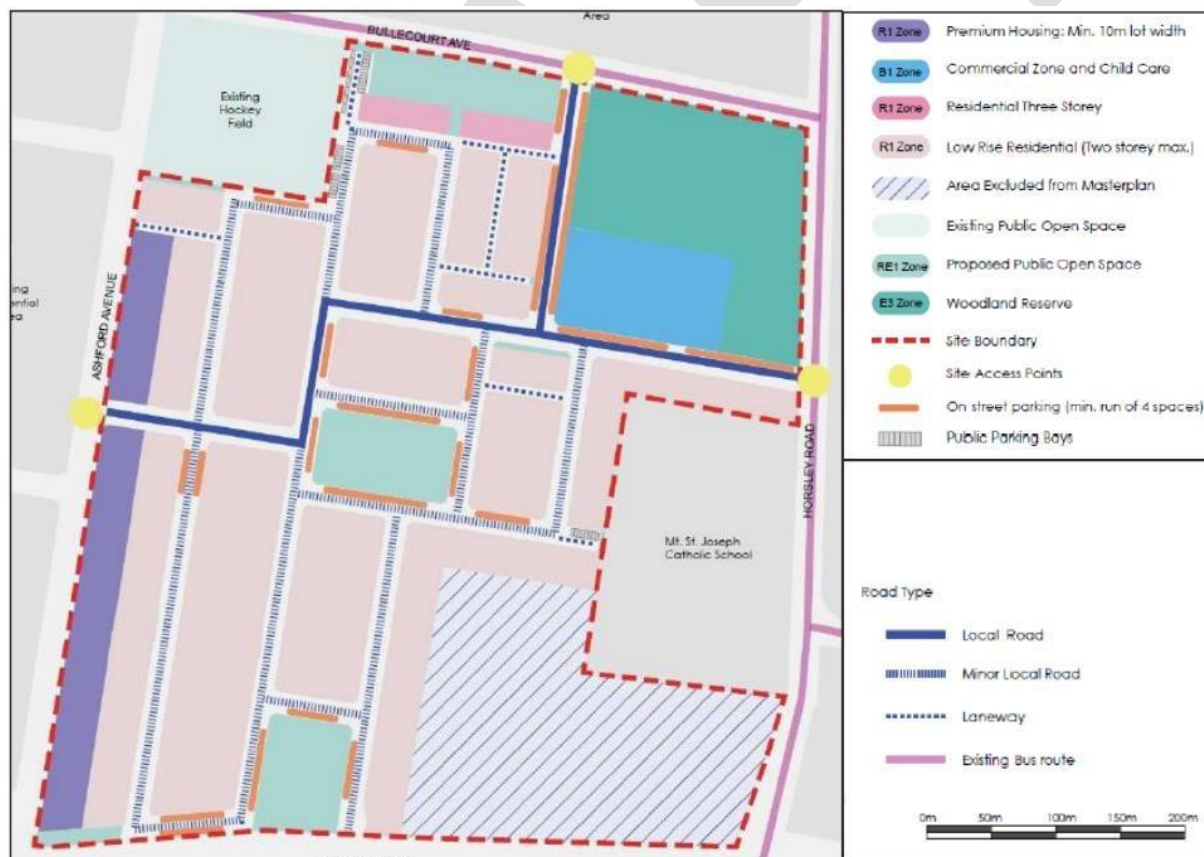 Area
BULLECOURT AVE
Existing
Hockey
Field
ASHFORD AVENUE
HORSLEY ROAD
Mt. St. Joseph
Catholic School
R1 Zone Premium Housing: Min. 10m lot width
B1 Zone Commercial Zone and Child Care
R1 Zone Residential Three Storey
R1 Zone Low Rise Residential (Two storey max.)
Area Excluded from Masterplan
Existing Public Open Space
RE1 Zone Proposed Public Open Space
E3 Zone Woodland Reserve
Site Boundary
Site Access Points
On street parking (min. run of 4 spaces)
Public Parking Bays
Road Type
Local Road
Minor Local Road
Laneway
Existing Bus route
0m 50m 100m 150m 200m